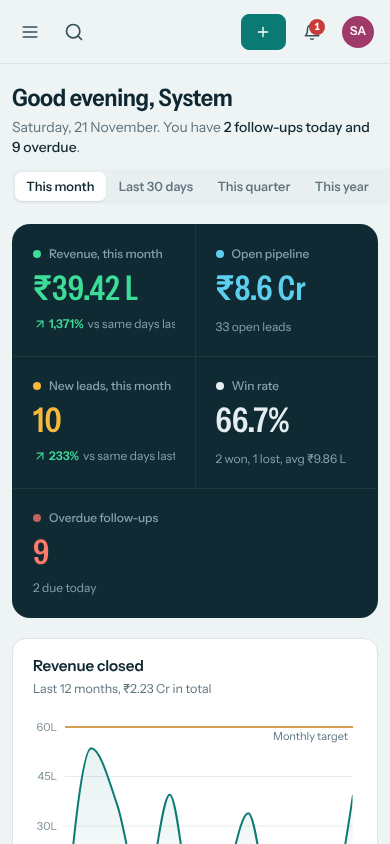 1
SA
Good evening, System
Saturday, 21 November. You have 2 follow-ups today and
9 overdue.
This month Last 30 days This quarter This year
Revenue, this month
₹39.42 L
↗ 1,371% vs same days las
Open pipeline
₹8.6 Cr
33 open leads
New leads, this month
10
↗ 233% vs same days last
Win rate
66.7%
2 won, 1 lost, avg ₹9.86 L
Overdue follow-ups
9
2 due today
Revenue closed
Last 12 months, ₹2.23 Cr in total
60L
Monthly target
45L
30L